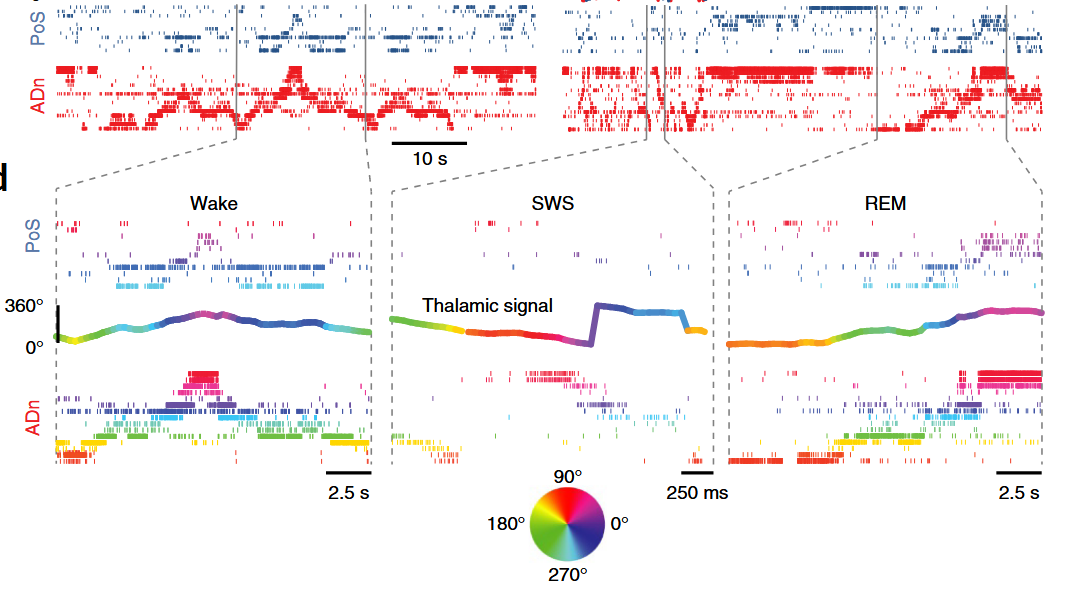 PoS
ADn
10 s
d
Wake
SWS
REM
PoS
360°
0°
Thalamic signal
ADn
2.5 s
250 ms
2.5 s
90°
180°
0°
270°